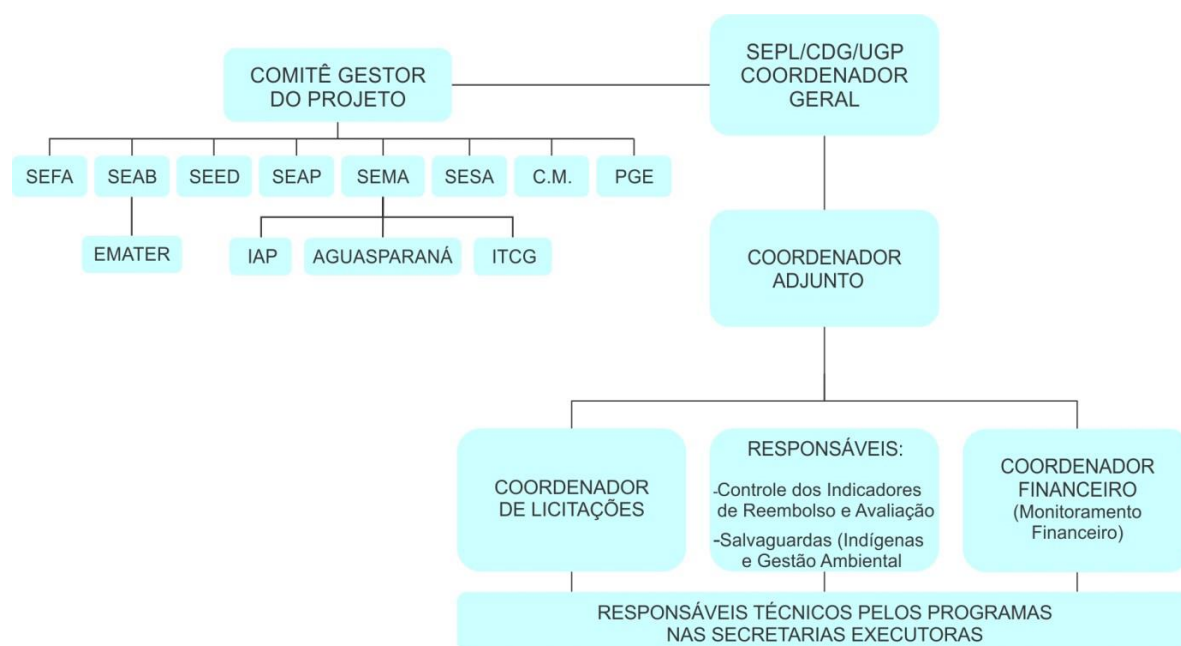 COMITÊ GESTOR
DO PROJETO
SEPL/CDG/UGP
COORDENADOR
GERAL
SEFA
SEAB
SEED
SEAP
SEMA
SESA
C.M.
PGE
EMATER
IAP
AGUASPARANÁ
ITCG
COORDENADOR
ADJUNTO
COORDENADOR
DE LICITAÇÕES
RESPONSÁVEIS:
-Controle dos Indicadores
de Reembolso e Avaliação
-Salvaguardas (Indígenas
e Gestão Ambiental
COORDENADOR
FINANCEIRO
(Monitoramento
Financeiro)
RESPONSÁVEIS TÉCNICOS PELOS PROGRAMAS
NAS SECRETARIAS EXECUTORAS